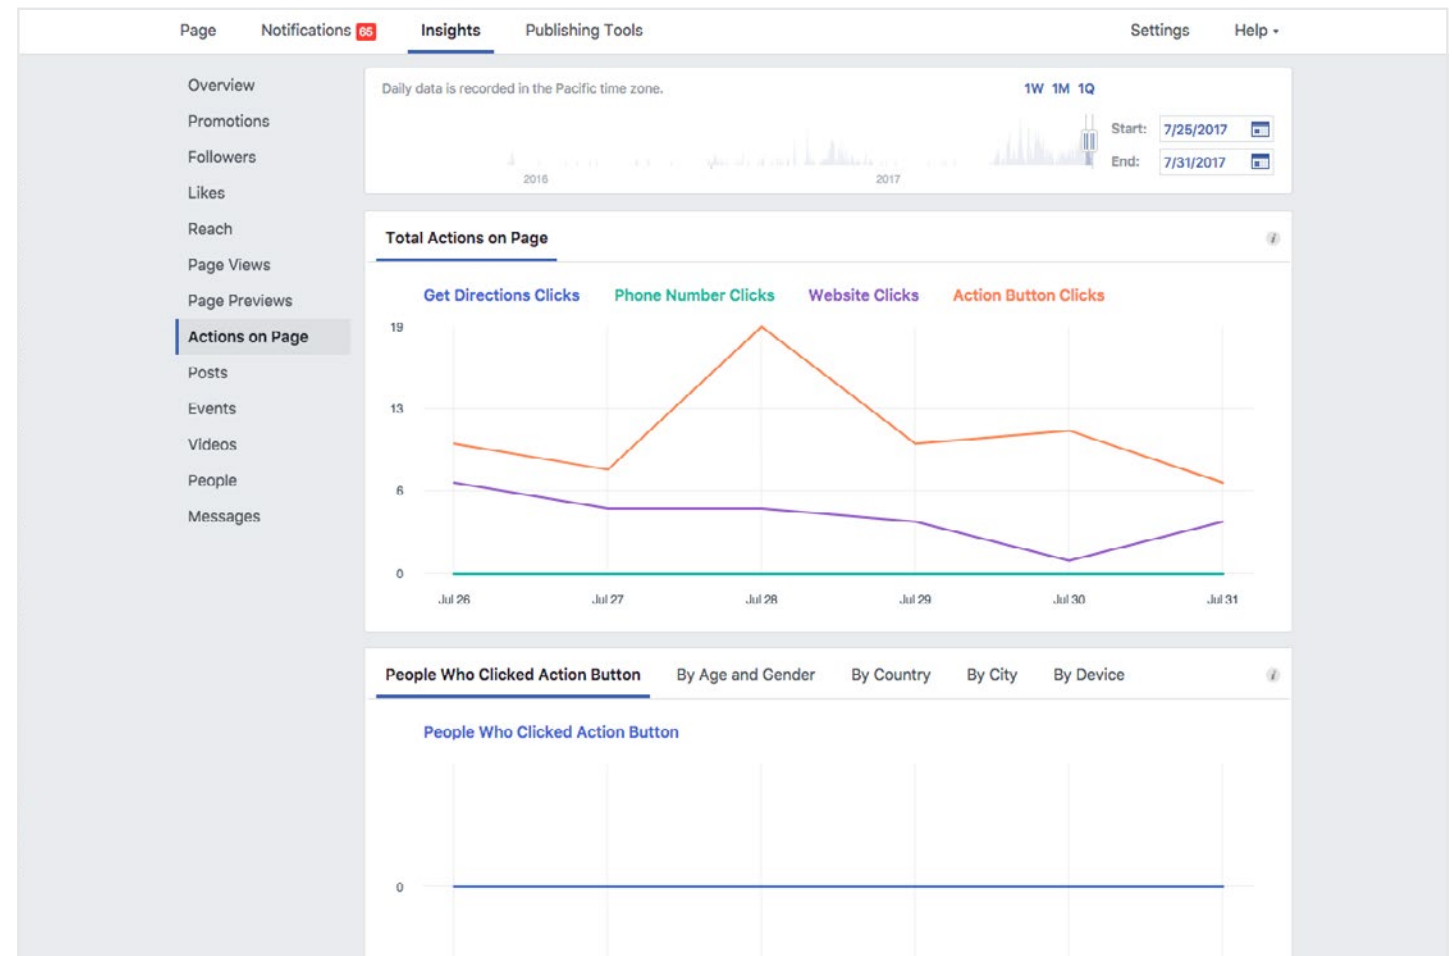 Page Notifications 65 Insights Publishing Tools Settings Help
Overview
Promotions
Followers
Likes
Reach
Page Views
Page Previews
Actions on Page
Posts
Events
Videos
People
Messages
Daily data is recorded in the Pacific time zone.
1W 1M 1Q
Start: 7/25/2017
End: 7/31/2017
2016 2017
Total Actions on Page i
Get Directions Clicks Phone Number Clicks Website Clicks Action Button Clicks
19
13
6
0
Jul 26 Jul 27 Jul 28 Jul 29 Jul 30 Jul 31
People Who Clicked Action Button By Age and Gender By Country By City By Device i
People Who Clicked Action Button
0